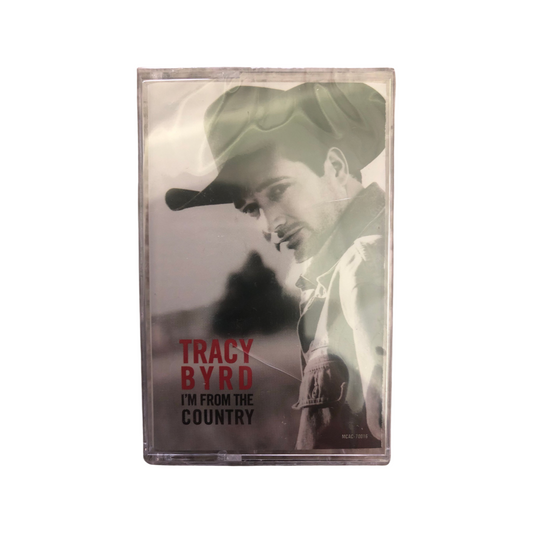 TRACY
BYRD
I'M FROM THE
COUNTRY